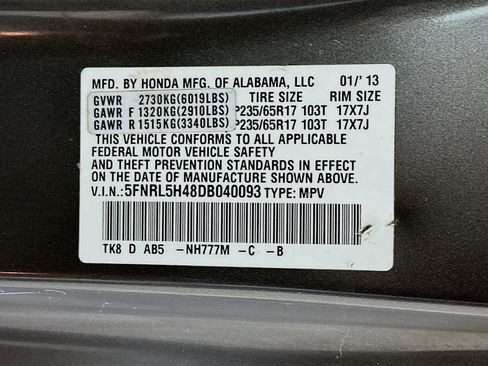 MFD. BY HONDA MFG. OF ALABAMA, LLC 01/'13
GVWR 2730KG(6019LBS) TIRE SIZE RIM SIZE
GAWR F 1320KG(2910LBS) P235/65R17 103T 17X7J
GAWR R 1515KG(3340LBS) P235/65R17 103T 17X7J
THIS VEHICLE CONFORMS TO ALL APPLICABLE
FEDERAL MOTOR VEHICLE SAFETY
AND THEFT PREVENTION STANDARDS IN EFFECT
ON THE DATE OF MANUFACTURE SHOWN ABOVE.
V.I.N.: 5FNRL5H48DB040093 TYPE: MPV
TK8 D AB5 -NH777M -C -B